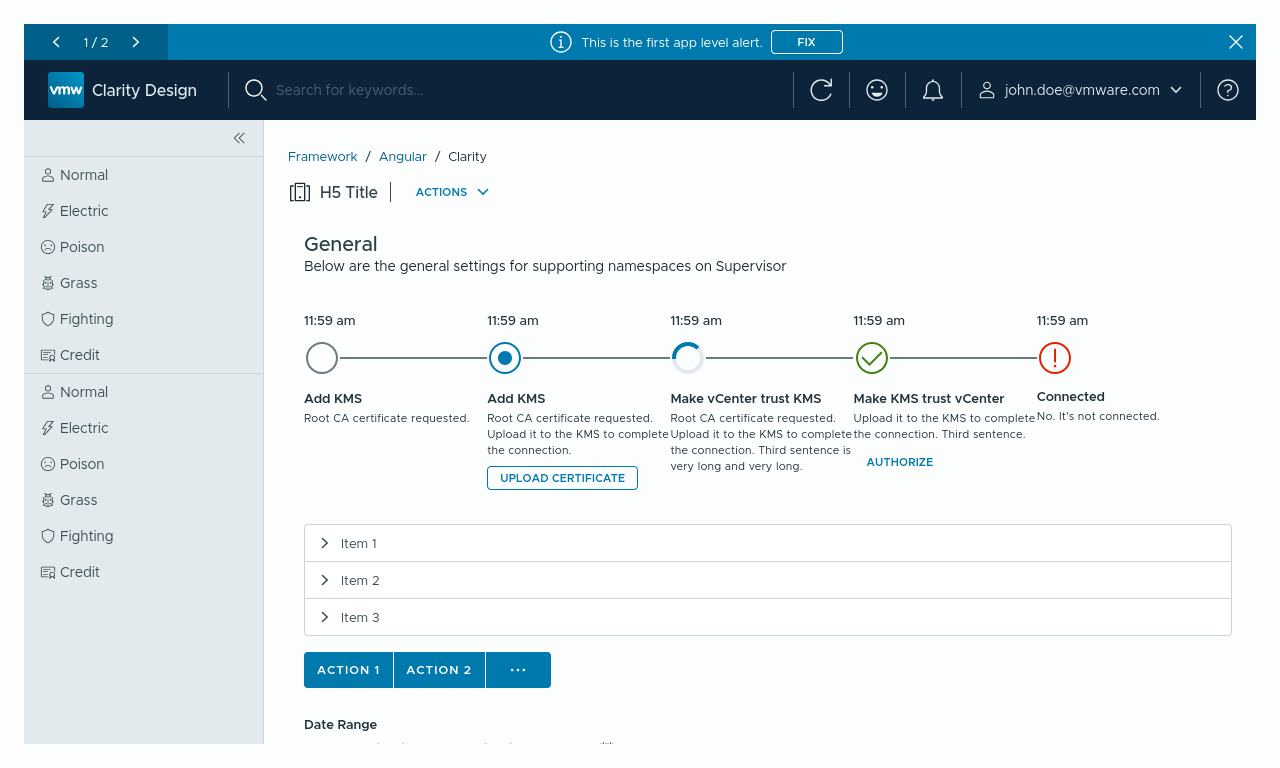 1 / 2
This is the first app level alert.
FIX
vmw
Clarity Design
Search for keywords...
john.doe@vmware.com
Normal
Electric
Poison
Grass
Fighting
Credit
Normal
Electric
Poison
Grass
Fighting
Credit
Framework / Angular / Clarity
H5 Title
ACTIONS
General
Below are the general settings for supporting namespaces on Supervisor
11:59 am
Add KMS
Root CA certificate requested.
11:59 am
Add KMS
Root CA certificate requested.
Upload it to the KMS to complete
the connection.
UPLOAD CERTIFICATE
11:59 am
Make vCenter trust KMS
Root CA certificate requested.
Upload it to the KMS to complete
the connection. Third sentence is
very long and very long.
11:59 am
Make KMS trust vCenter
Upload it to the KMS to complete
the connection. Third sentence.
AUTHORIZE
11:59 am
Connected
No. It's not connected.
Item 1
Item 2
Item 3
ACTION 1
ACTION 2
...
Date Range